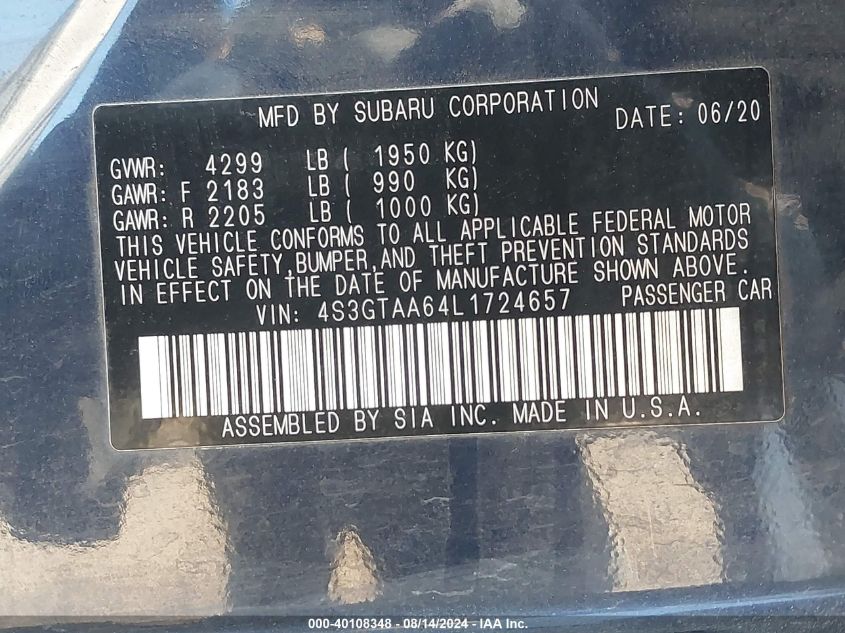 MFD BY SUBARU CORPORATION DATE: 06/20
GVWR: 4299 LB ( 1950 KG)
GAWR: F 2183 LB ( 990 KG)
GAWR: R 2205 LB ( 1000 KG)
THIS VEHICLE CONFORMS TO ALL APPLICABLE FEDERAL MOTOR
VEHICLE SAFETY, BUMPER, AND THEFT PREVENTION STANDARDS
IN EFFECT ON THE DATE OF MANUFACTURE SHOWN ABOVE.
VIN: 4S3GTAA64L1724657 PASSENGER CAR
ASSEMBLED BY SIA INC. MADE IN U.S.A.
000-40108348 - 08/14/2024 - IAA Inc.